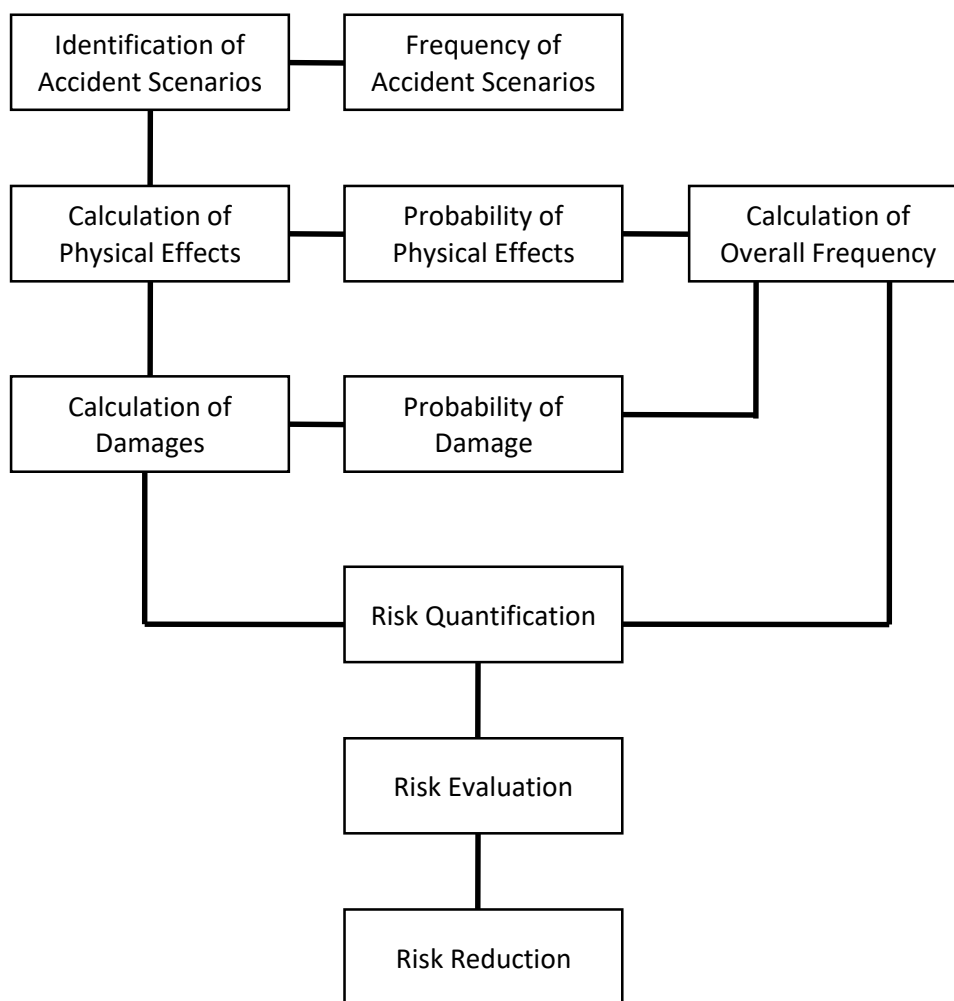 Identification of
Accident Scenarios
Frequency of
Accident Scenarios
Calculation of
Physical Effects
Probability of
Physical Effects
Calculation of
Overall Frequency
Calculation of
Damages
Probability of
Damage
Risk Quantification
Risk Evaluation
Risk Reduction